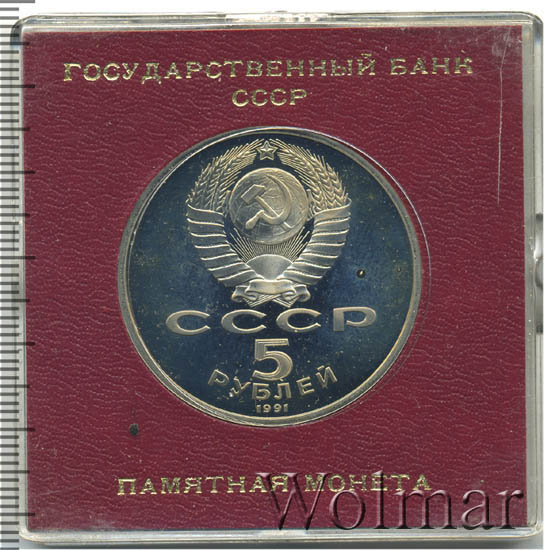 ГОСУДАРСТВЕННЫЙ БАНК
СССР
СССР
5
РУБЛЕЙ
1991
ПАМЯТНАЯ МОНЕТА
Wolmar